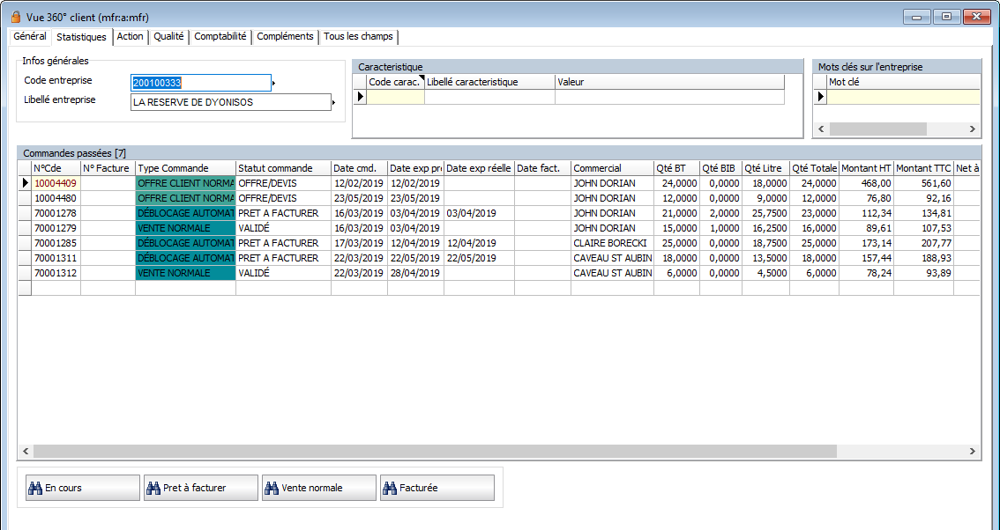 Vue 360° client (mfr:a:mfr)
Général Statistiques Action Qualité Comptabilité Compléments Tous les champs
Infos générales
Code entreprise 200100333
Libellé entreprise LA RESERVE DE DYONISOS
Caracteristique
Code carac. Libellé caracteristique Valeur
Mots clés sur l'entreprise
Mot clé
Commandes passées [7]
N°Cde N° Facture Type Commande Statut commande Date cmd. Date exp pr Date exp réelle Date fact. Commercial Qté BT Qté BIB Qté Litre Qté Totale Montant HT Montant TTC Net à
10004409 OFFRE CLIENT NORMA OFFRE/DEVIS 12/02/2019 12/02/2019 JOHN DORIAN 24,0000 0,0000 18,0000 24,0000 468,00 561,60
10004480 OFFRE CLIENT NORMA OFFRE/DEVIS 23/05/2019 23/05/2019 JOHN DORIAN 12,0000 0,0000 9,0000 12,0000 76,80 92,16
70001278 DÉBLOCAGE AUTOMAT PRET A FACTURER 16/03/2019 03/04/2019 03/04/2019 JOHN DORIAN 21,0000 2,0000 25,7500 23,0000 112,34 134,81
70001279 VENTE NORMALE VALIDÉ 16/03/2019 03/04/2019 JOHN DORIAN 15,0000 1,0000 16,2500 16,0000 89,61 107,53
70001285 DÉBLOCAGE AUTOMAT PRET A FACTURER 17/03/2019 12/04/2019 12/04/2019 CLAIRE BORECKI 25,0000 0,0000 18,7500 25,0000 173,14 207,77
70001311 DÉBLOCAGE AUTOMAT PRET A FACTURER 22/03/2019 22/05/2019 22/05/2019 CAVEAU ST AUBIN 18,0000 0,0000 13,5000 18,0000 157,44 188,93
70001312 VENTE NORMALE VALIDÉ 22/03/2019 28/04/2019 CAVEAU ST AUBIN 6,0000 0,0000 4,5000 6,0000 78,24 93,89
En cours Pret à facturer Vente normale Facturée